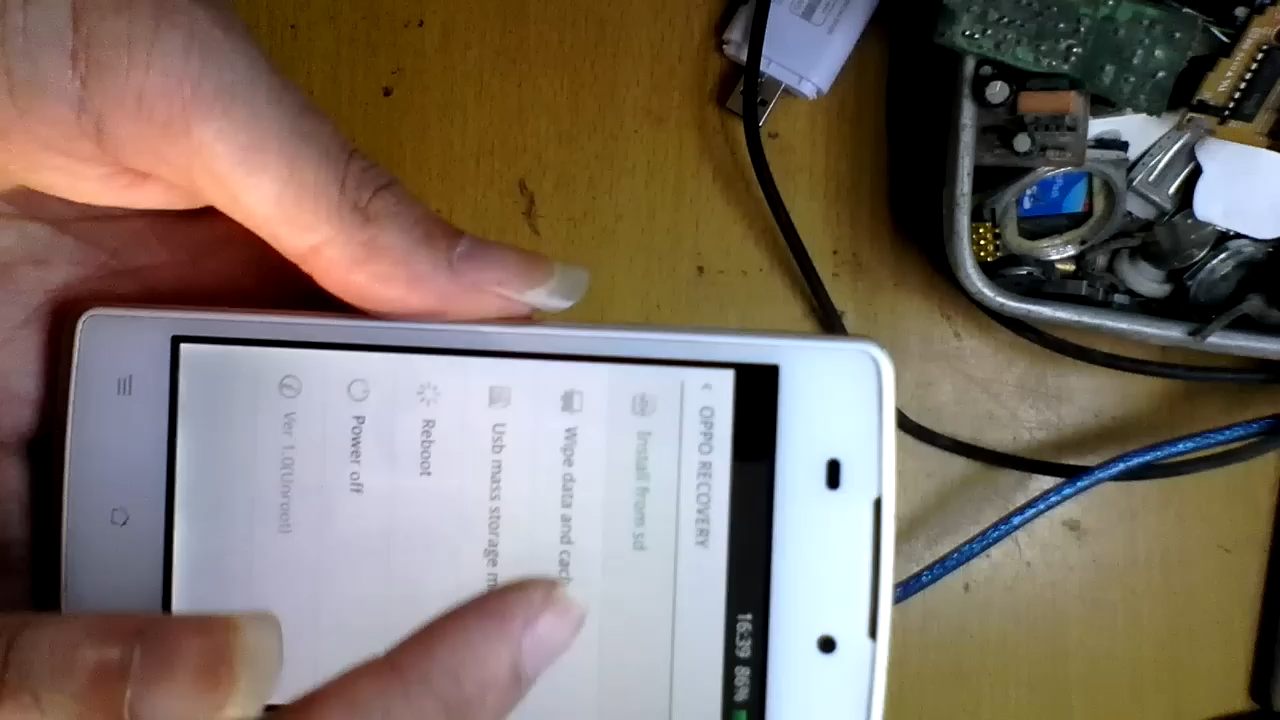 16:39 86%
OPPO RECOVERY
Install from sd
Wipe data and cach
Usb mass storage m
Reboot
Power off
Ver 1.0(Unroot)